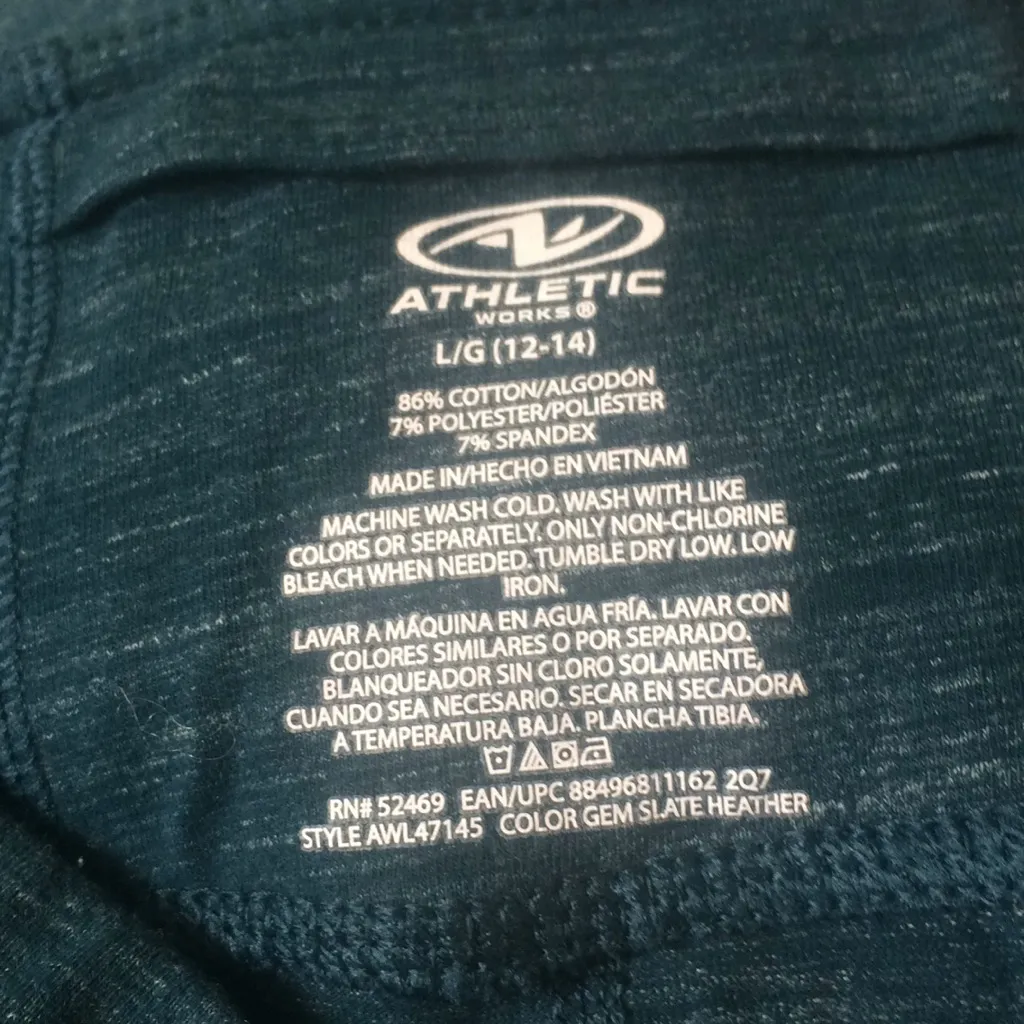 ATHLETIC
WORKS®
L/G (12-14)
86% COTTON/ALGODÓN
7% POLYESTER/POLIÉSTER
7% SPANDEX
MADE IN/HECHO EN VIETNAM
MACHINE WASH COLD. WASH WITH LIKE
COLORS OR SEPARATELY. ONLY NON-CHLORINE
BLEACH WHEN NEEDED. TUMBLE DRY LOW. LOW
IRON.
LAVAR A MÁQUINA EN AGUA FRÍA. LAVAR CON
COLORES SIMILARES O POR SEPARADO.
BLANQUEADOR SIN CLORO SOLAMENTE,
CUANDO SEA NECESARIO. SECAR EN SECADORA
A TEMPERATURA BAJA. PLANCHA TIBIA.
RN# 52469 EAN/UPC 88496811162 2Q7
STYLE AWL47145 COLOR GEM SLATE HEATHER